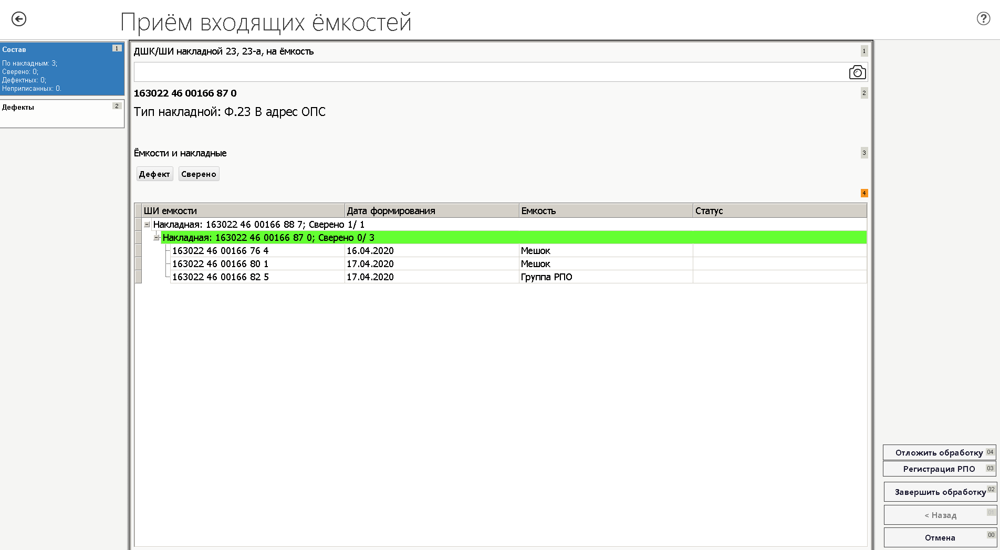 Приём входящих ёмкостей
?
Состав 1
По накладным: 3;
Сверено: 0;
Дефектных: 0;
Неприписанных: 0.
Дефекты 2
ДШК/ШИ накладной 23, 23-а, на ёмкость 1
163022 46 00166 87 0 2
Тип накладной: Ф.23 В адрес ОПС
Ёмкости и накладные 3
Дефект Сверено
4
ШИ емкости Дата формирования Емкость Статус
Накладная: 163022 46 00166 88 7; Сверено 1/ 1
Накладная: 163022 46 00166 87 0; Сверено 0/ 3
163022 46 00166 76 4 16.04.2020 Мешок
163022 46 00166 80 1 17.04.2020 Мешок
163022 46 00166 82 5 17.04.2020 Группа РПО
Отложить обработку 04
Регистрация РПО 03
Завершить обработку 02
< Назад 01
Отмена 00